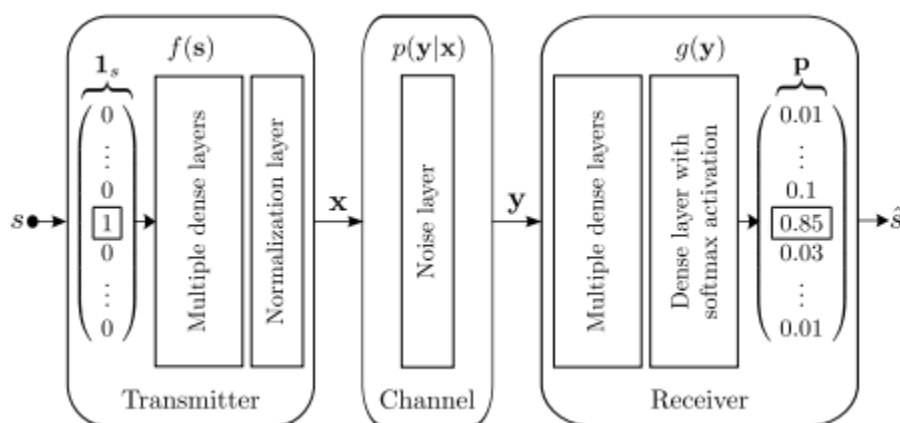 s
1ₛ
0
⋮
0
1
0
⋮
0
f(s)
Multiple dense layers
Normalization layer
Transmitter
x
p(y|x)
Noise layer
Channel
y
g(y)
Multiple dense layers
Dense layer with
softmax activation
p
0.01
⋮
0.1
0.85
0.03
⋮
0.01
Receiver
ŝ